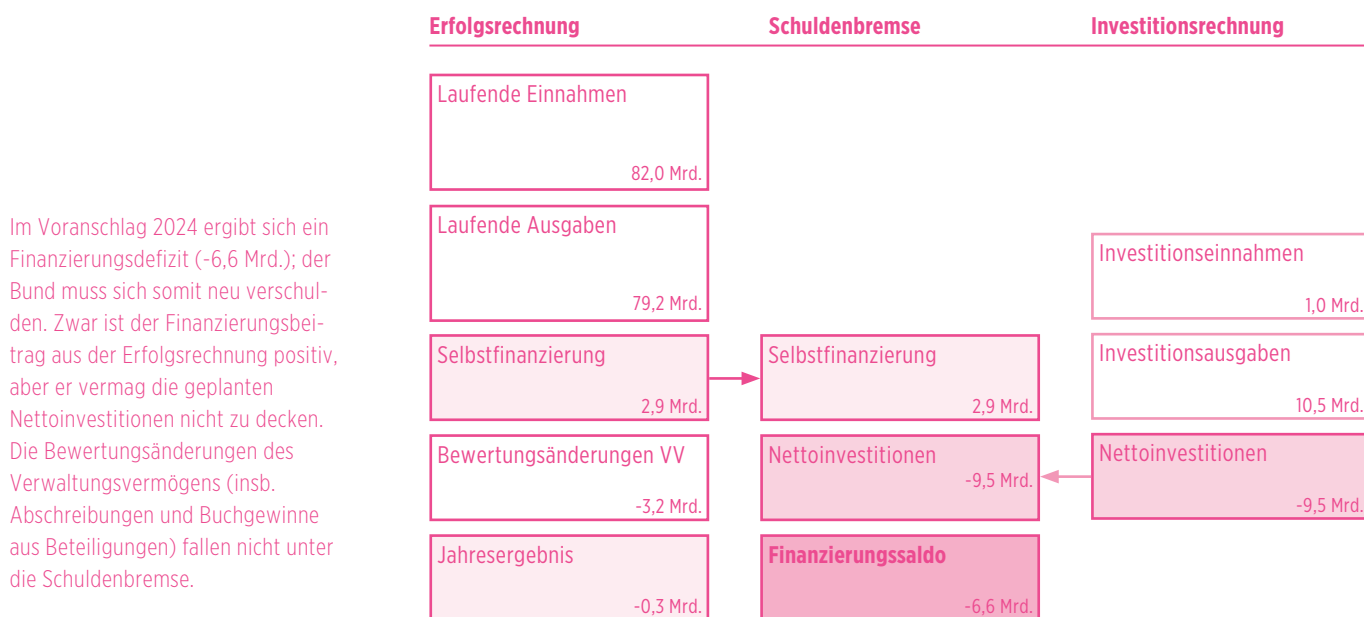 Erfolgsrechnung
Schuldenbremse
Investitionsrechnung
Im Voranschlag 2024 ergibt sich ein
Finanzierungsdefizit (-6,6 Mrd.); der
Bund muss sich somit neu verschul-
den. Zwar ist der Finanzierungsbei-
trag aus der Erfolgsrechnung positiv,
aber er vermag die geplanten
Nettoinvestitionen nicht zu decken.
Die Bewertungsänderungen des
Verwaltungsvermögens (insb.
Abschreibungen und Buchgewinne
aus Beteiligungen) fallen nicht unter
die Schuldenbremse.
Laufende Einnahmen
82,0 Mrd.
Laufende Ausgaben
79,2 Mrd.
Selbstfinanzierung
2,9 Mrd.
Bewertungsänderungen VV
-3,2 Mrd.
Jahresergebnis
-0,3 Mrd.
Selbstfinanzierung
2,9 Mrd.
Nettoinvestitionen
-9,5 Mrd.
Finanzierungssaldo
-6,6 Mrd.
Investitionseinnahmen
1,0 Mrd.
Investitionsausgaben
10,5 Mrd.
Nettoinvestitionen
-9,5 Mrd.